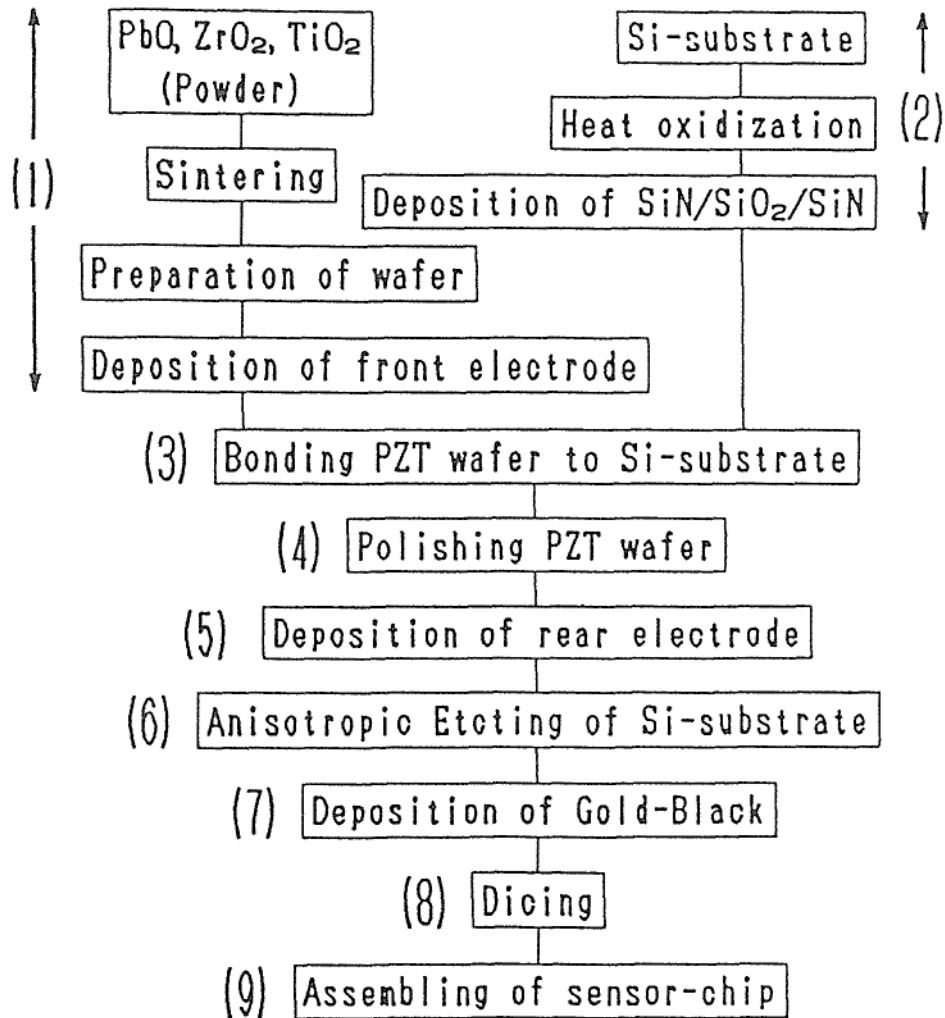 PbO, ZrO₂, TiO₂
(Powder)
Sintering
Preparation of wafer
Deposition of front electrode
(1)
Si-substrate
Heat oxidization
Deposition of SiN/SiO₂/SiN
(2)
(3) Bonding PZT wafer to Si-substrate
(4) Polishing PZT wafer
(5) Deposition of rear electrode
(6) Anisotropic Etcting of Si-substrate
(7) Deposition of Gold-Black
(8) Dicing
(9) Assembling of sensor-chip